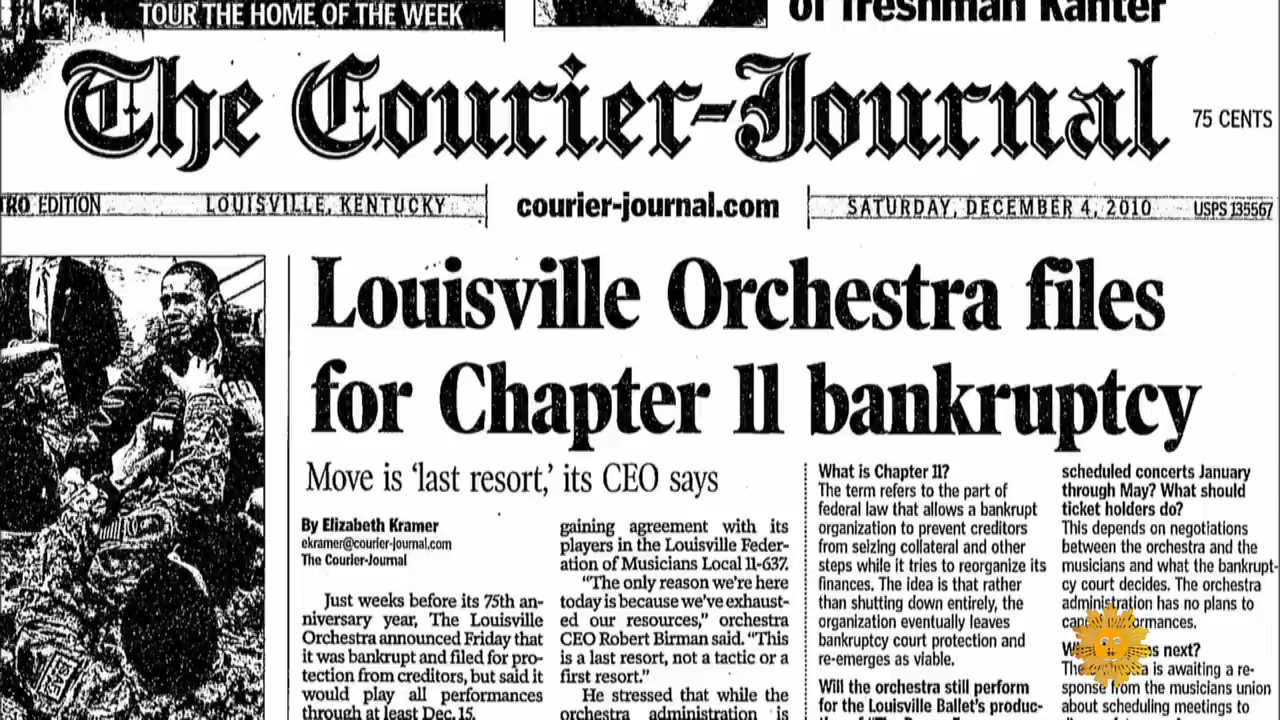 TOUR THE HOME OF THE WEEK
of freshman Kanter
The Courier-Journal
75 CENTS
TRO EDITION
LOUISVILLE, KENTUCKY
courier-journal.com
SATURDAY, DECEMBER 4, 2010
USPS 135567
Louisville Orchestra files
for Chapter 11 bankruptcy
Move is ‘last resort,’ its CEO says
By Elizabeth Kramer
ekramer@courier-journal.com
The Courier-Journal
Just weeks before its 75th an-
niversary year, The Louisville
Orchestra announced Friday that
it was bankrupt and filed for pro-
tection from creditors, but said it
would play all performances
through at least Dec. 15.
gaining agreement with its
players in the Louisville Feder-
ation of Musicians Local 11-637.
“The only reason we’re here
today is because we’ve exhaust-
ed our resources,” orchestra
CEO Robert Birman said. “This
is a last resort, not a tactic or a
first resort.”
He stressed that while the
orchestra administration is
What is Chapter 11?
The term refers to the part of
federal law that allows a bankrupt
organization to prevent creditors
from seizing collateral and other
steps while it tries to reorganize its
finances. The idea is that rather
than shutting down entirely, the
organization eventually leaves
bankruptcy court protection and
re-emerges as viable.
Will the orchestra still perform
for the Louisville Ballet’s produc-
scheduled concerts January
through May? What should
ticket holders do?
This depends on negotiations
between the orchestra and the
musicians and what the bankrupt-
cy court decides. The orchestra
administration has no plans to
next?
is awaiting a re-
sponse from the musicians union
about scheduling meetings to